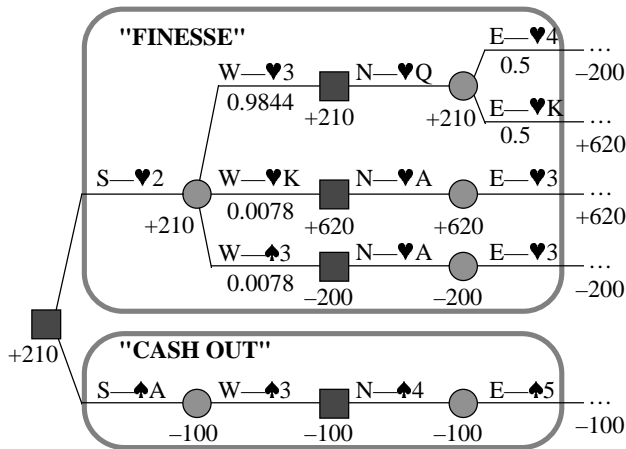 "FINESSE"
E—♥4
W—♥3 N—♥Q 0.5 ...
0.9844 –200
+210 +210 E—♥K
0.5 ...
+620
S—♥2 W—♥K N—♥A E—♥3 ...
+210 0.0078 +620 +620 +620
W—♠3 N—♥A E—♥3 ...
0.0078 –200 –200 –200
+210
"CASH OUT"
S—♠A W—♠3 N—♠4 E—♠5 ...
–100 –100 –100 –100